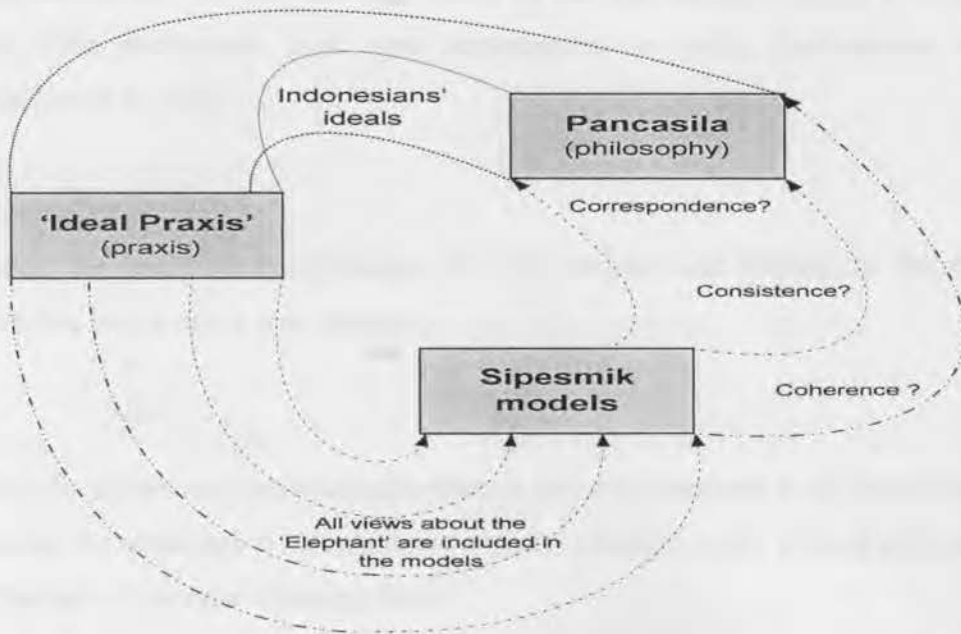 Indonesians'
ideals
Pancasila
(philosophy)
'Ideal Praxis'
(praxis)
Correspondence?
Consistence?
Sipesmik
models
Coherence ?
All views about the
'Elephant' are included in
the models